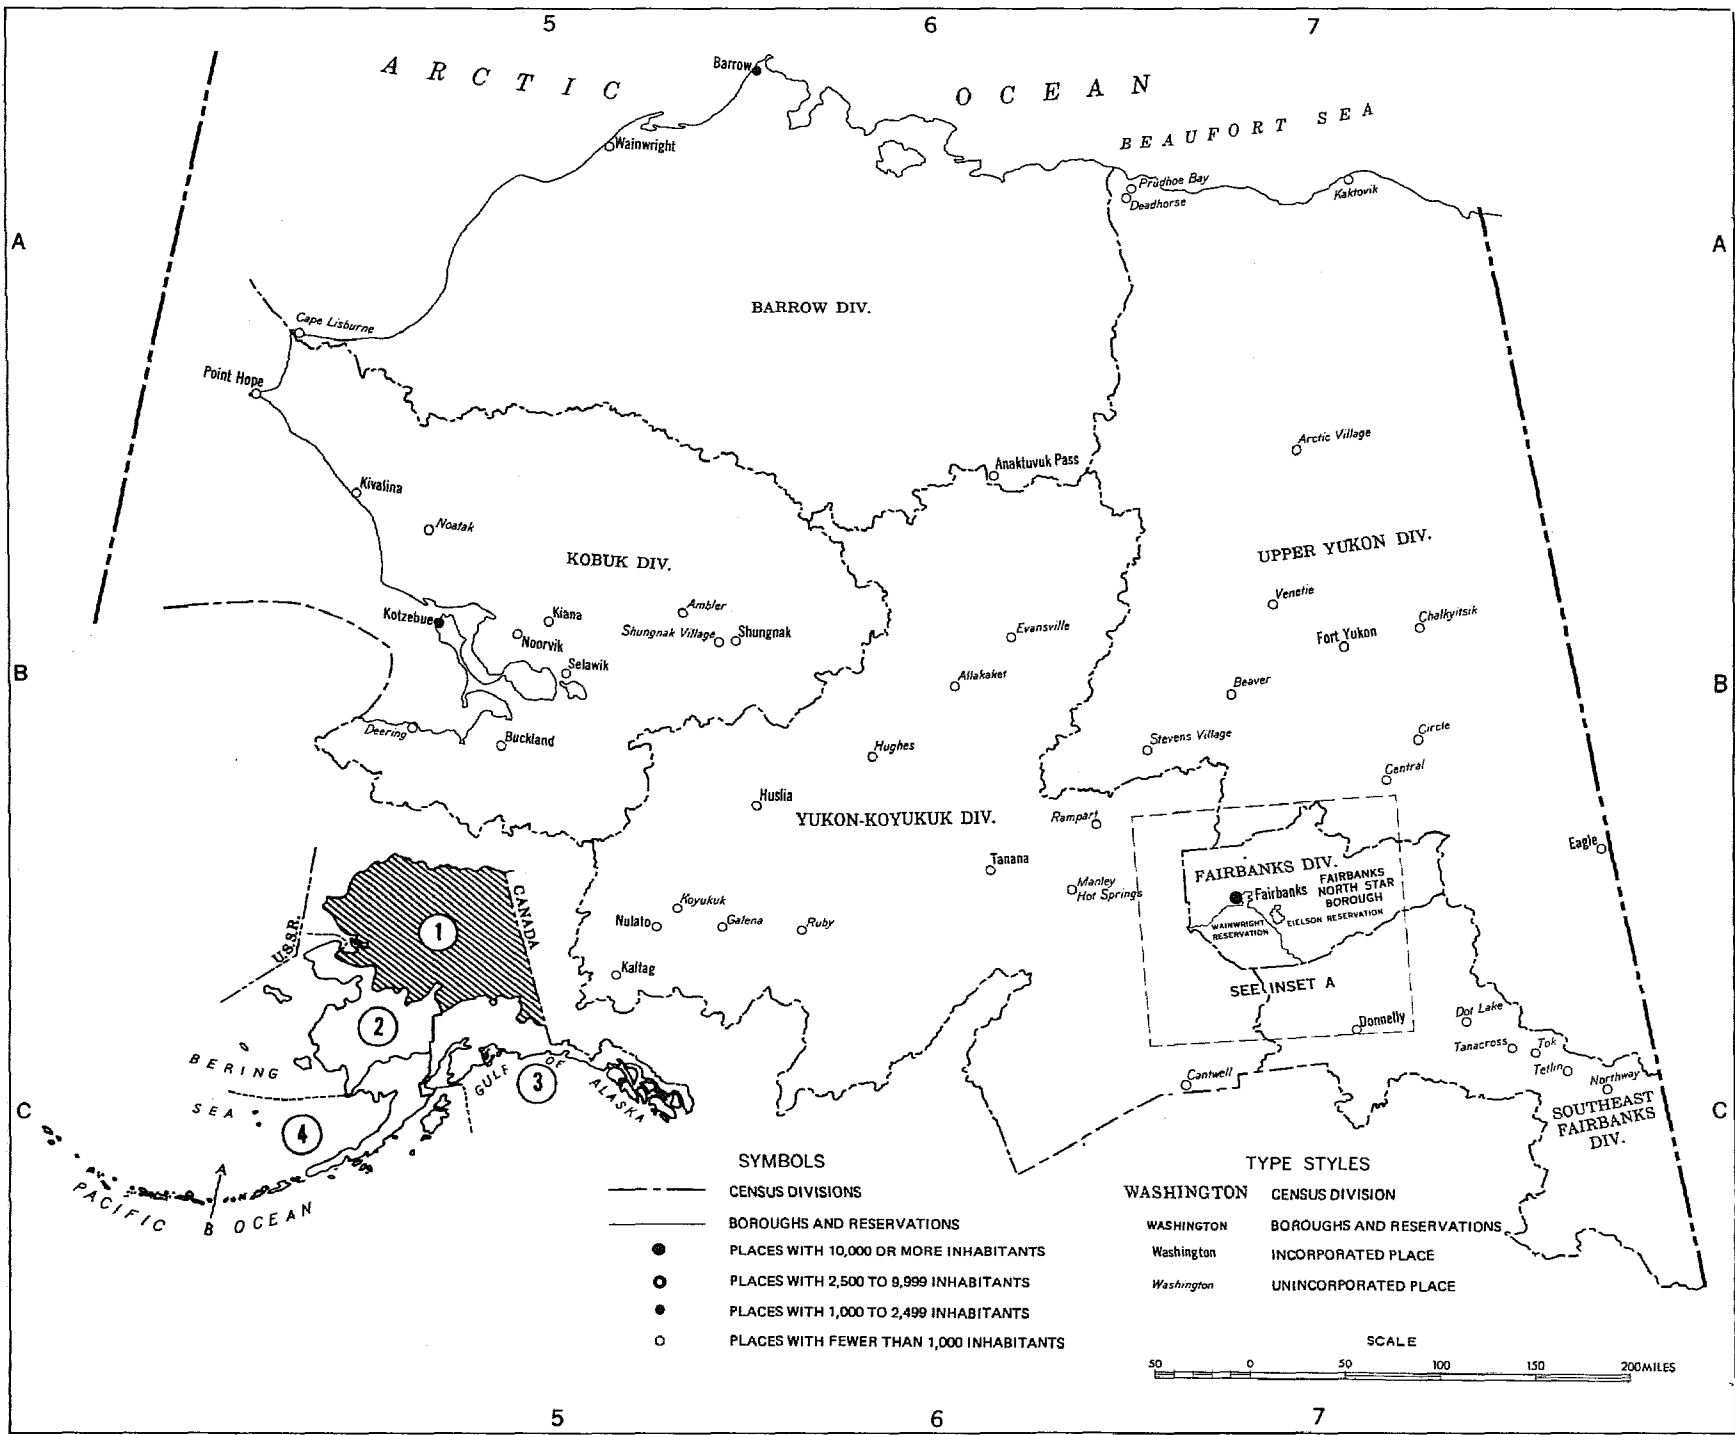 5 6 7
ARCTIC OCEAN
BEAUFORT SEA
Barrow
Wainwright
Prudhoe Bay
Deadhorse
Kaktovik
A A
BARROW DIV.
Cape Lisburne
Point Hope
Arctic Village
Anaktuvuk Pass
Kivalina
Noatak
KOBUK DIV.
UPPER YUKON DIV.
Kotzebue
Kiana
Ambler
Noorvik
Shungnak Village
Shungnak
Selawik
Evansville
Allakaket
Venetie
Chalkyitsik
Fort Yukon
Beaver
B B
Deering
Buckland
Hughes
Stevens Village
Circle
Central
Huslia
YUKON-KOYUKUK DIV.
Rampart
Tanana
Manley
Hot Springs
Eagle
FAIRBANKS DIV.
Fairbanks
FAIRBANKS
NORTH STAR
BOROUGH
WAINWRIGHT
RESERVATION
EIELSON RESERVATION
SEE INSET A
Koyukuk
Nulato
Galena
Ruby
Kaltag
Donnelly
Dot Lake
Tanacross
Tok
Tetlin
Northway
Cantwell
SOUTHEAST
FAIRBANKS
DIV.
U.S.S.R.
CANADA
1
2
3
4
BERING
SEA
GULF OF ALASKA
A
B
PACIFIC OCEAN
C C
SYMBOLS
CENSUS DIVISIONS
BOROUGHS AND RESERVATIONS
PLACES WITH 10,000 OR MORE INHABITANTS
PLACES WITH 2,500 TO 9,999 INHABITANTS
PLACES WITH 1,000 TO 2,499 INHABITANTS
PLACES WITH FEWER THAN 1,000 INHABITANTS
TYPE STYLES
WASHINGTON CENSUS DIVISION
WASHINGTON BOROUGHS AND RESERVATIONS
Washington INCORPORATED PLACE
Washington UNINCORPORATED PLACE
SCALE
50 0 50 100 150 200 MILES
5 6 7